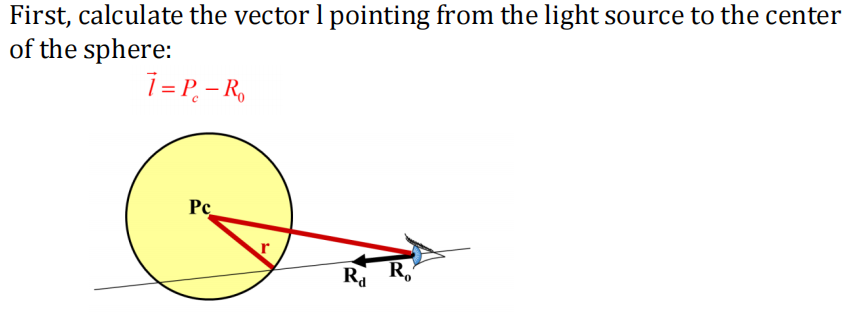 First, calculate the vector l pointing from the light source to the center
of the sphere:
l⃗ = P_c − R_0
Pc
r
R_d
R_o